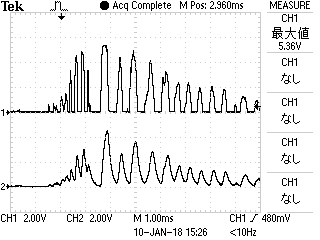 Tek Acq Complete M Pos: 2.960ms MEASURE
CH1
最大値
5.36V
CH1
なし
CH1
なし
CH1
なし
CH1
なし
1
2
CH1 2.00V CH2 2.00V M 1.00ms CH1 / 480mV
10-JAN-18 15:26 <10Hz